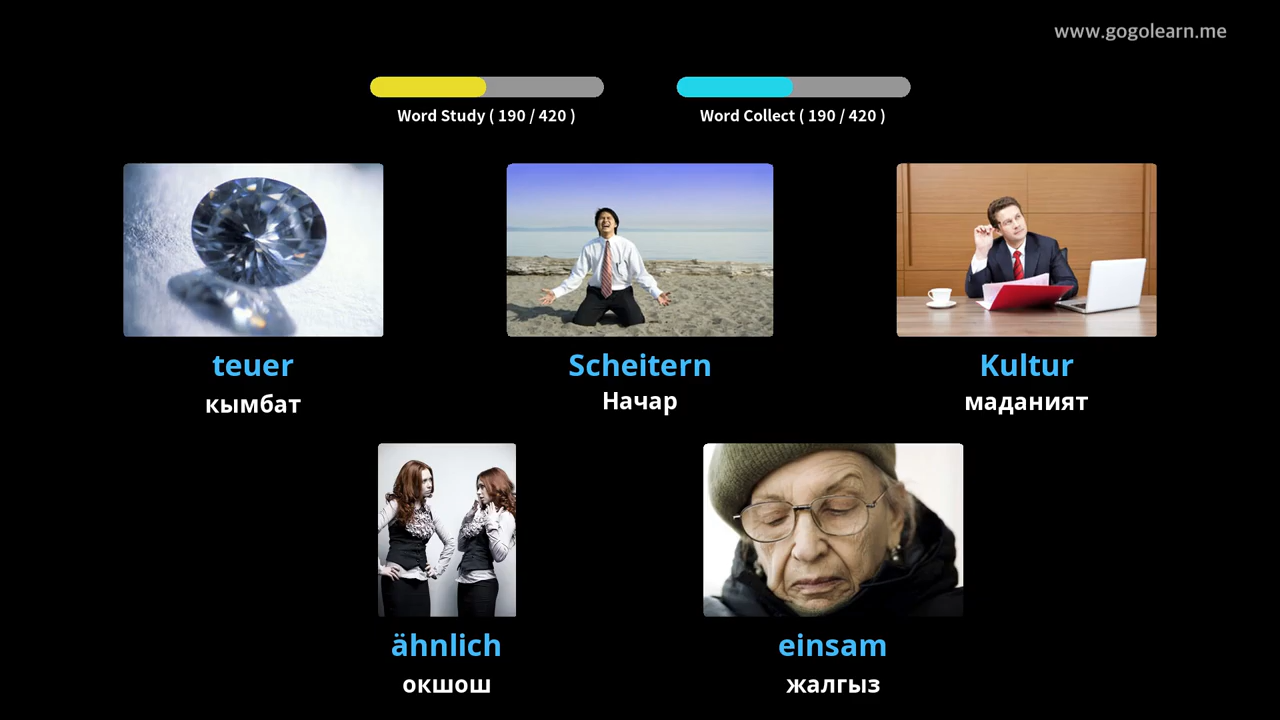 www.gogolearn.me
Word Study ( 190 / 420 )
Word Collect ( 190 / 420 )
teuer
кымбат
Scheitern
Начар
Kultur
маданият
ähnlich
окшош
einsam
жалгыз